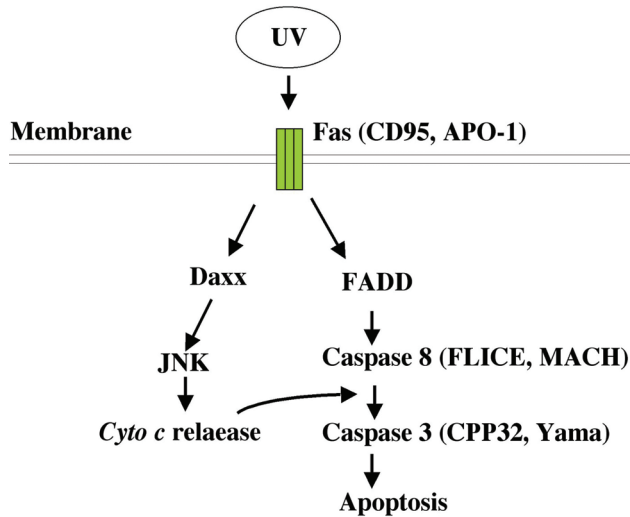 UV
Membrane
Fas (CD95, APO-1)
Daxx
FADD
JNK
Caspase 8 (FLICE, MACH)
Cyto c relaease
Caspase 3 (CPP32, Yama)
Apoptosis